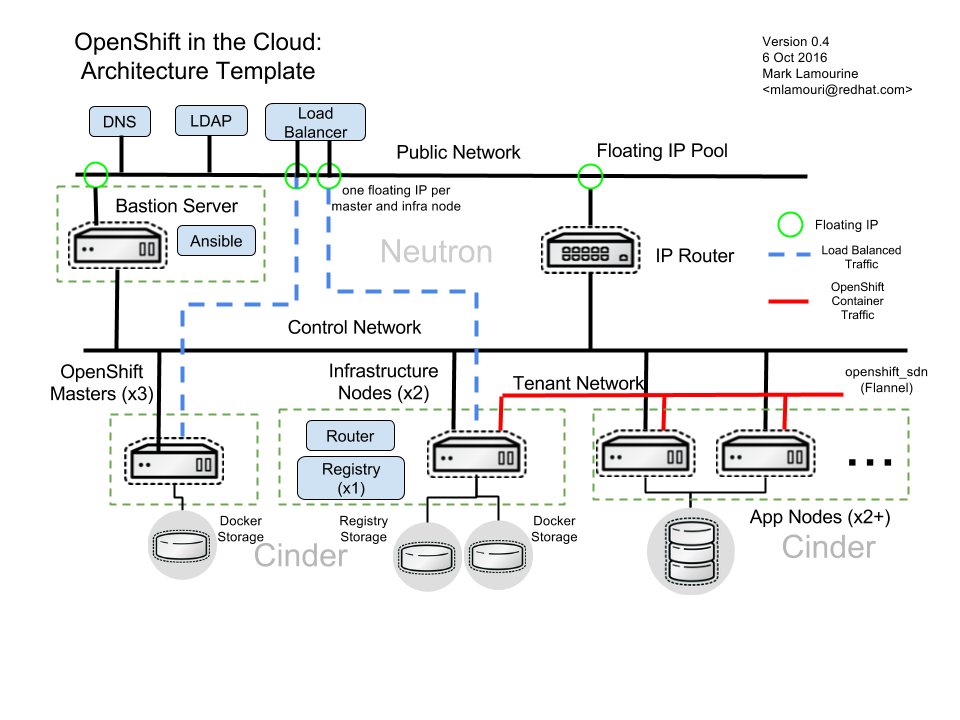 OpenShift in the Cloud:
Architecture Template
Version 0.4
6 Oct 2016
Mark Lamourine
<mlamouri@redhat.com>
DNS
LDAP
Load
Balancer
Public Network
Floating IP Pool
one floating IP per
master and infra node
Bastion Server
Ansible
Neutron
IP Router
Floating IP
Load Balanced
Traffic
OpenShift
Container
Traffic
Control Network
OpenShift
Masters (x3)
Infrastructure
Nodes (x2)
Tenant Network
openshift_sdn
(Flannel)
Router
Registry
(x1)
...
Docker
Storage
Cinder
Registry
Storage
Docker
Storage
App Nodes (x2+)
Cinder